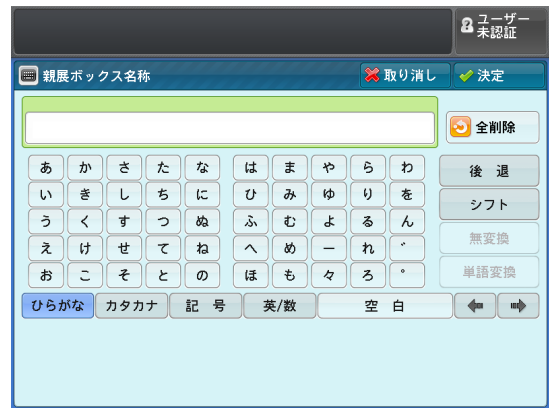 ユーザー
未認証
親展ボックス名称 取り消し 決定
全削除
あ か さ た な は ま や ら わ 後 退
い き し ち に ひ み ゆ り を シフト
う く す つ ぬ ふ む よ る ん 無変換
え け せ て ね へ め ー れ ゛
お こ そ と の ほ も 々 ろ ゜ 単語変換
ひらがな カタカナ 記 号 英/数 空 白